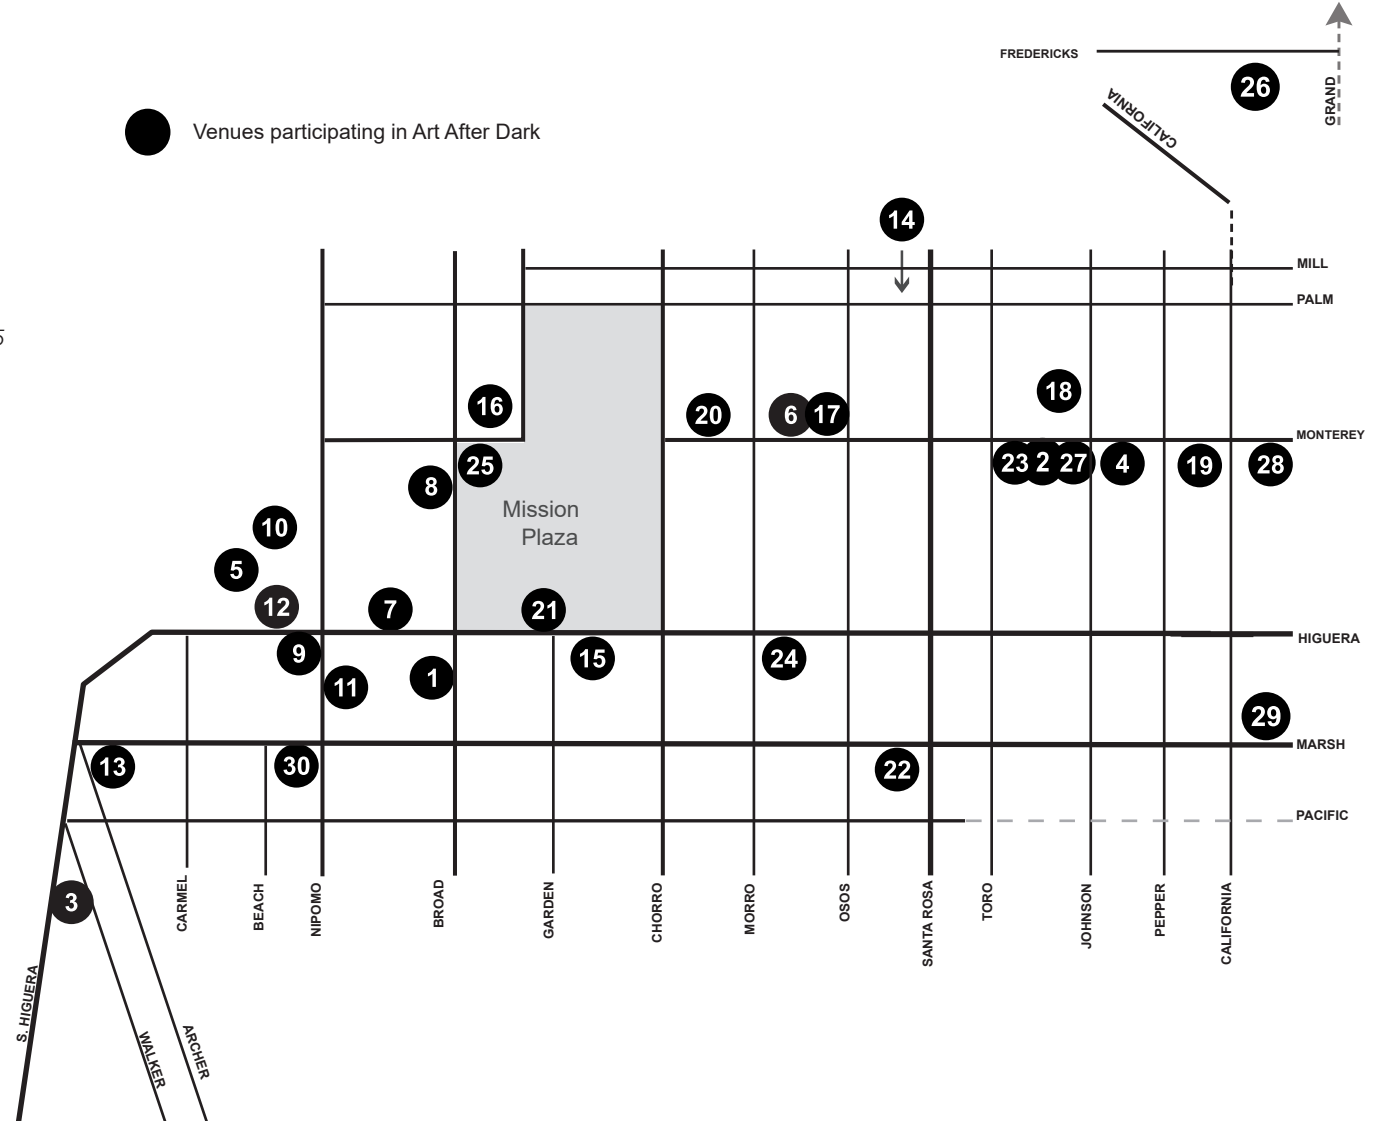 FREDERICKS
26
GRAND
CALIFORNIA
Venues participating in Art After Dark
14
MILL
PALM
5
18
16
20
6
17
MONTEREY
25
23
2
27
4
19
28
8
Mission
Plaza
10
5
12
7
21
HIGUERA
9
15
24
11
1
29
MARSH
13
30
22
PACIFIC
3
CARMEL
BEACH
NIPOMO
BROAD
GARDEN
CHORRO
MORRO
OSOS
SANTA ROSA
TORO
JOHNSON
PEPPER
CALIFORNIA
S. HIGUERA
WALKER
ARCHER